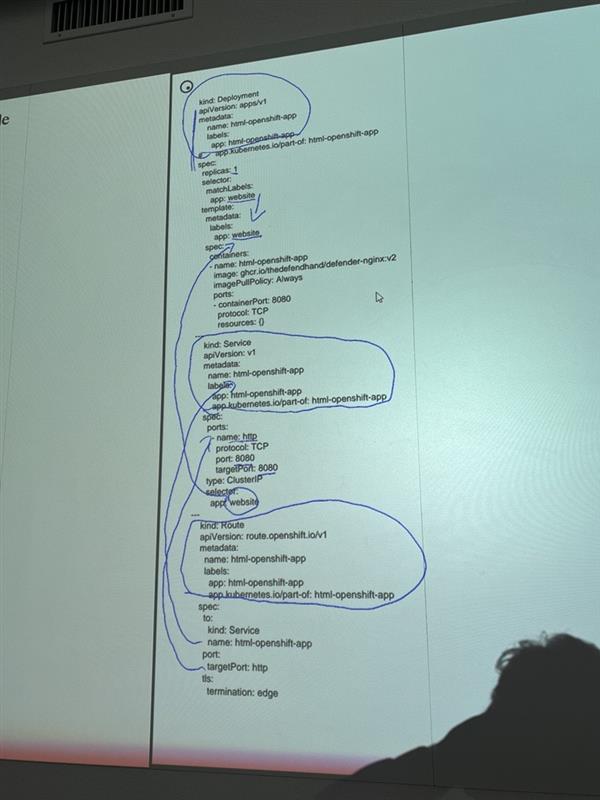 le
kind: Deployment
apiVersion: apps/v1
metadata:
name: html-openshift-app
labels:
app: html-openshift-app
app.kubernetes.io/part-of: html-openshift-app
spec:
replicas: 1
selector:
matchLabels:
app: website
template:
metadata:
labels:
app: website
spec:
containers:
- name: html-openshift-app
image: ghcr.io/thedefendhand/defender-nginx:v2
imagePullPolicy: Always
ports:
- containerPort: 8080
protocol: TCP
resources: {}
---
kind: Service
apiVersion: v1
metadata:
name: html-openshift-app
labels:
app: html-openshift-app
app.kubernetes.io/part-of: html-openshift-app
spec:
ports:
- name: http
protocol: TCP
port: 8080
targetPort: 8080
type: ClusterIP
selector:
app: website
---
kind: Route
apiVersion: route.openshift.io/v1
metadata:
name: html-openshift-app
labels:
app: html-openshift-app
app.kubernetes.io/part-of: html-openshift-app
spec:
to:
kind: Service
name: html-openshift-app
port:
targetPort: http
tls:
termination: edge